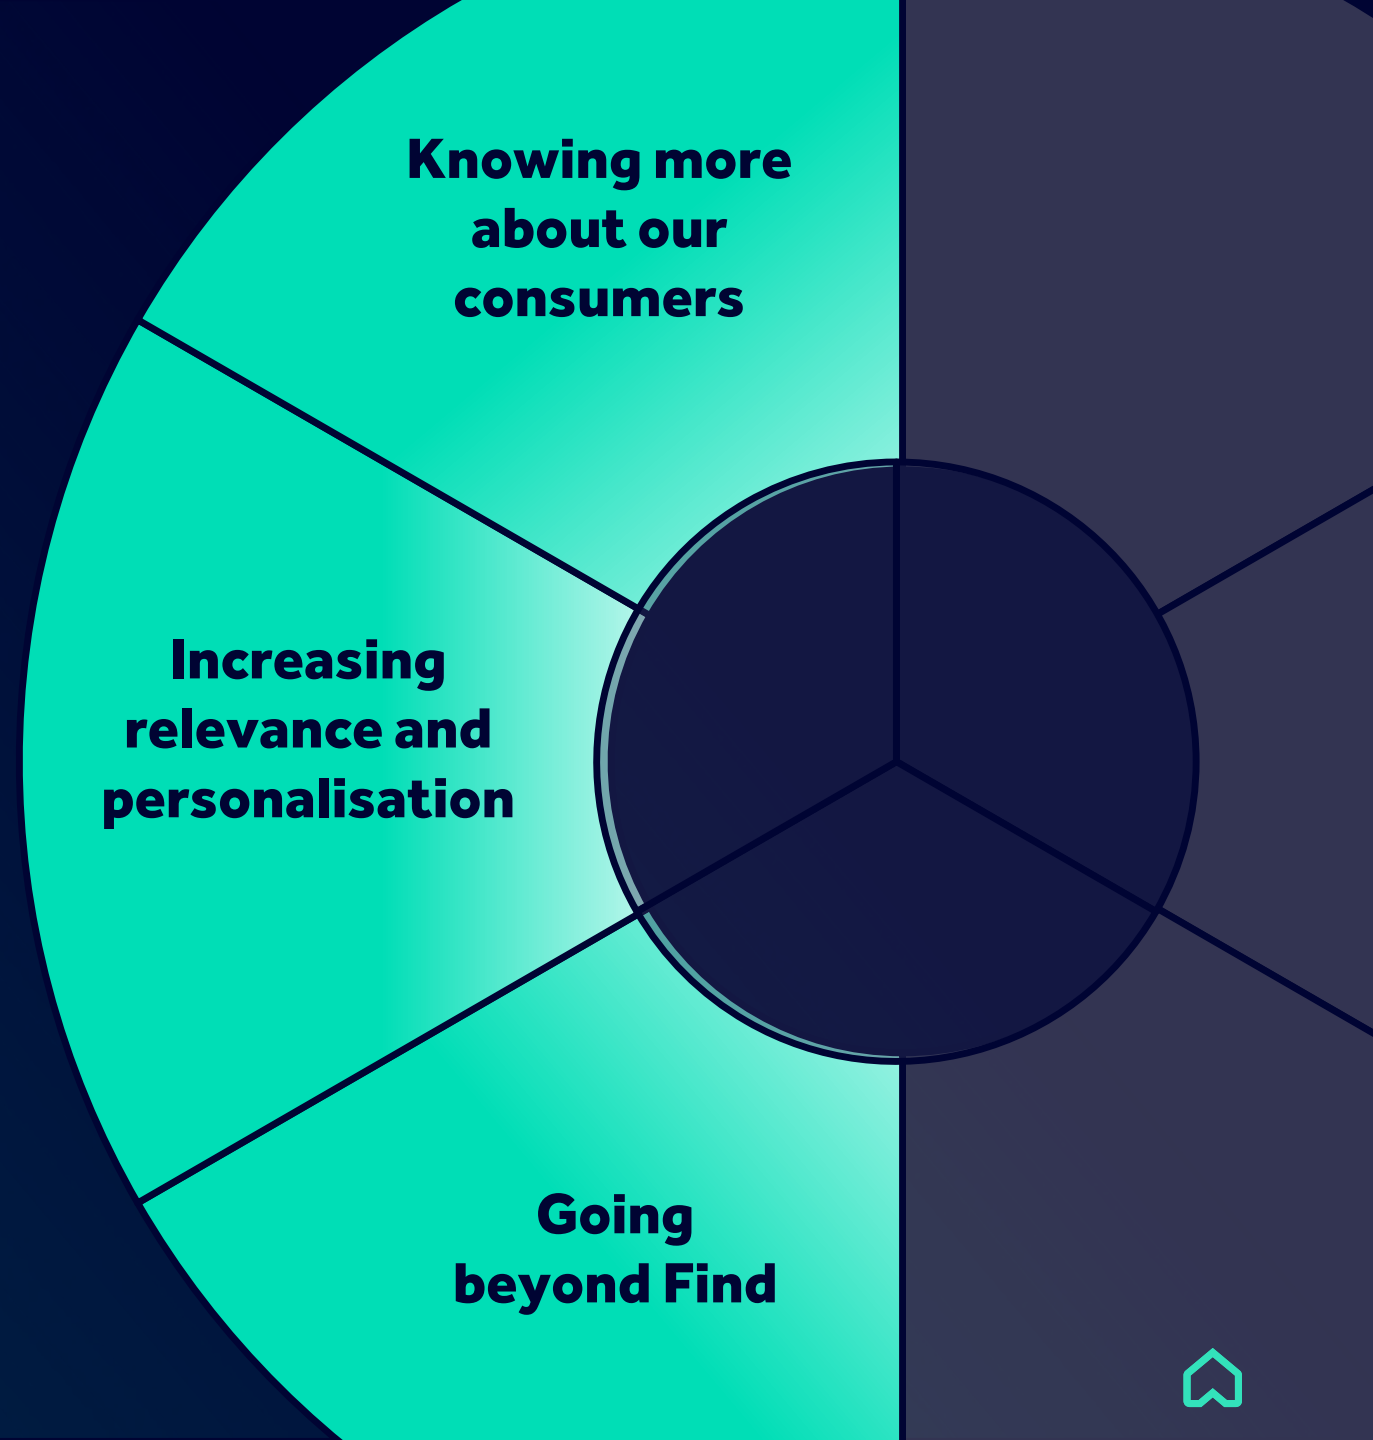 Knowing more
about our
consumers
Increasing
relevance and
personalisation
Going
beyond Find